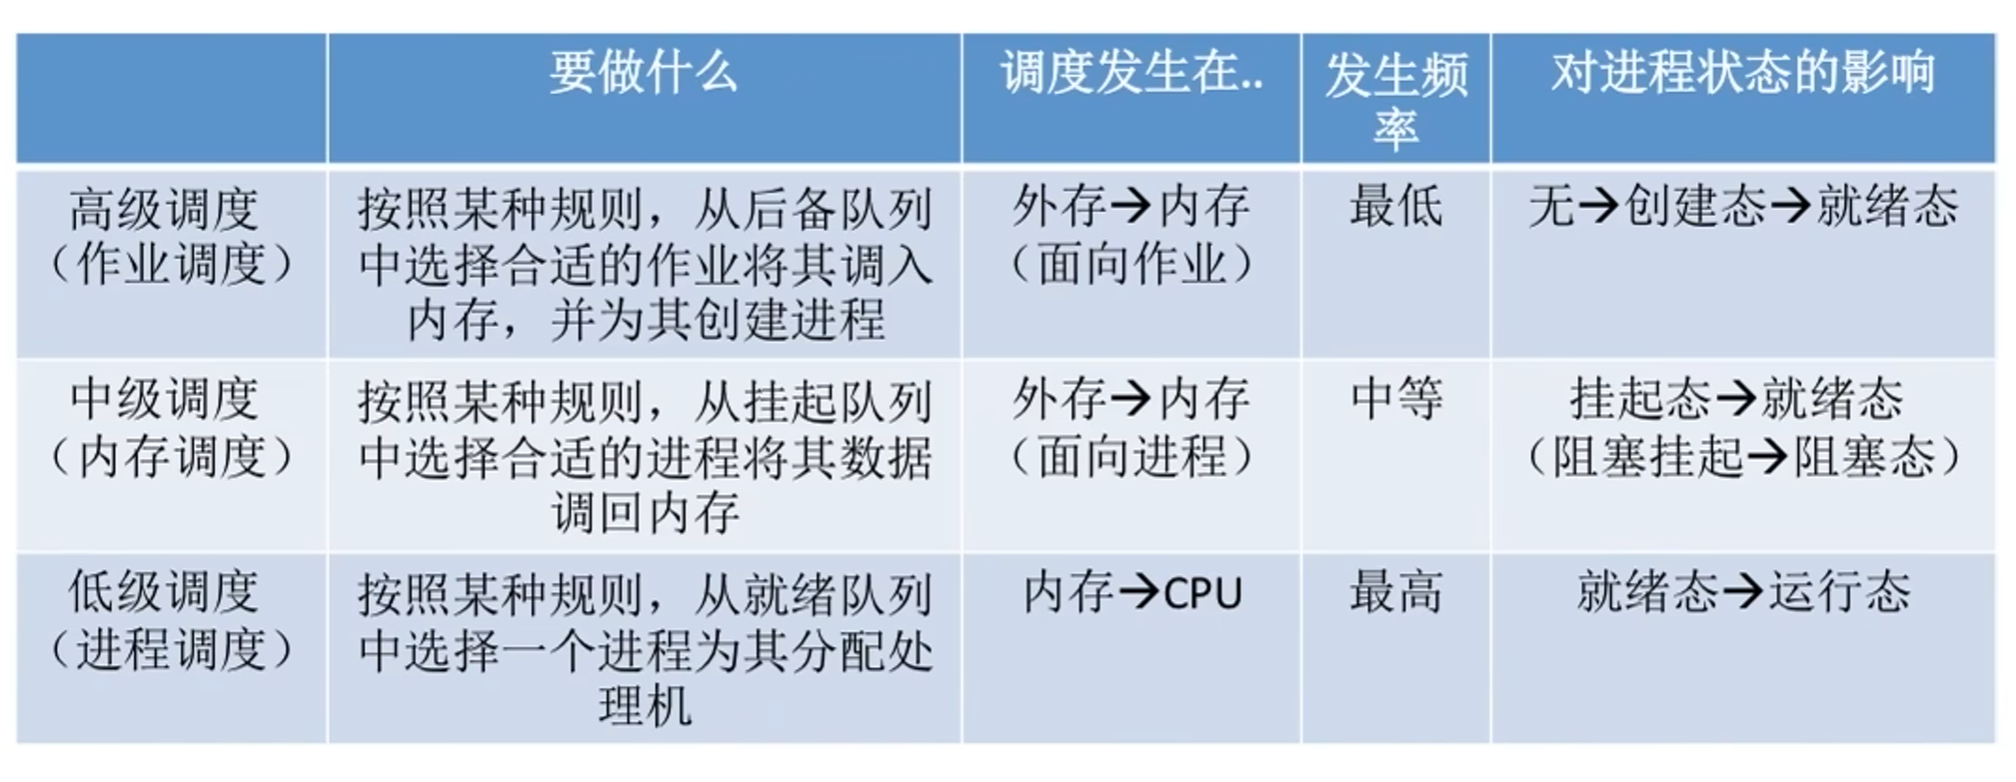 要做什么
调度发生在..
发生频
率
对进程状态的影响
高级调度
（作业调度）
按照某种规则，从后备队列
中选择合适的作业将其调入
内存，并为其创建进程
外存→内存
（面向作业）
最低
无→创建态→就绪态
中级调度
（内存调度）
按照某种规则，从挂起队列
中选择合适的进程将其数据
调回内存
外存→内存
（面向进程）
中等
挂起态→就绪态
（阻塞挂起→阻塞态）
低级调度
（进程调度）
按照某种规则，从就绪队列
中选择一个进程为其分配处
理机
内存→CPU
最高
就绪态→运行态